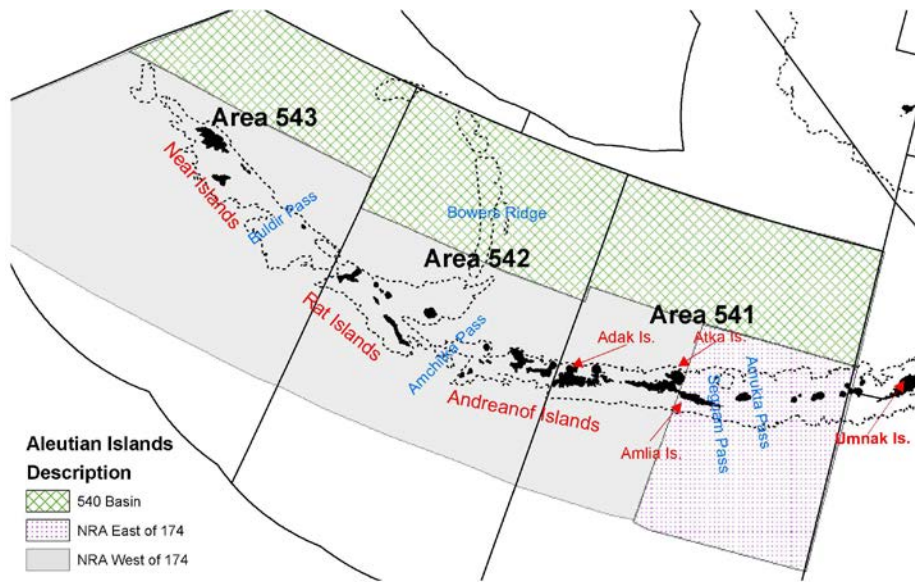 Area 543
Near Islands
Buldir Pass
Bowers Ridge
Area 542
Rat Islands
Amchitka Pass
Area 541
Adak Is.
Atka Is.
Andreanof Islands
Amlia Is.
Seguam Pass
Amukta Pass
Umnak Is.
Aleutian Islands
Description
540 Basin
NRA East of 174
NRA West of 174